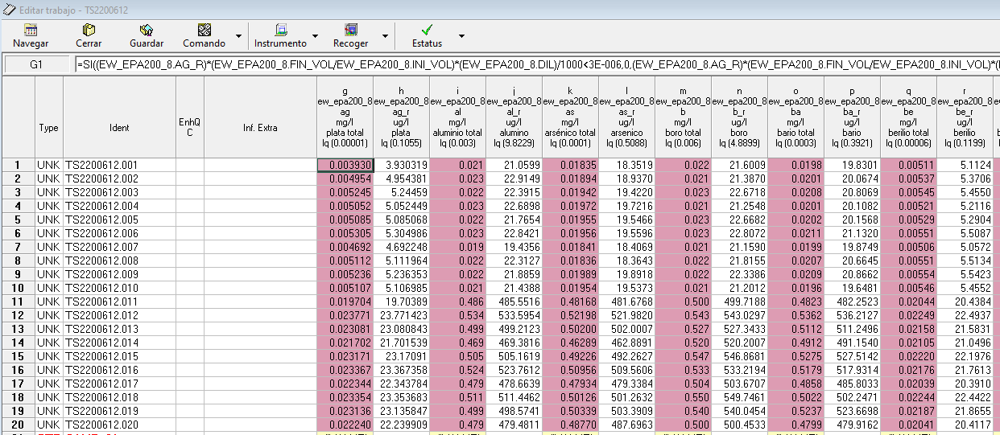 Editar trabajo - TS2200612
Navegar Cerrar Guardar Comando Instrumento Recoger Estatus
G1 =SI((EW_EPA200_8.AG_R)*(EW_EPA200_8.FIN_VOL/EW_EPA200_8.INI_VOL)*(EW_EPA200_8.DIL)/1000<3E-006,0,(EW_EPA200_8.AG_R)*(EW_EPA200_8.FIN_VOL/EW_EPA200_8.INI_VOL)*(
g h i j k l m n o p q r
ew_epa200_8 ew_epa200_8 ew_epa200_8 ew_epa200_8 ew_epa200_8 ew_epa200_8 ew_epa200_8 ew_epa200_8 ew_epa200_8 ew_epa200_8 ew_epa200_8 ew_epa200_8
ag ag_r al al_r as as_r b b_r ba ba_r be be_r
mg/l ug/l mg/l ug/l mg/l ug/l mg/l ug/l mg/l ug/l mg/l ug/l
Type Ident EnhQC Inf. Extra plata total plata aluminio total alumino arsénico total arsenico boro total boro bario total bario berilio total berilio
lq (0.00001) lq (0.1055) lq (0.003) lq (9.8229) lq (0.0001) lq (0.5088) lq (0.006) lq (4.8899) lq (0.0003) lq (0.3921) lq (0.00006) lq (0.1199)
1 UNK TS2200612.001 0.003930 3.930319 0.021 21.0599 0.01835 18.3519 0.022 21.6009 0.0198 19.8301 0.00511 5.1124
2 UNK TS2200612.002 0.004954 4.954381 0.023 22.9149 0.01894 18.9370 0.021 21.3870 0.0201 20.0674 0.00537 5.3706
3 UNK TS2200612.003 0.005245 5.24459 0.022 22.3915 0.01942 19.4220 0.023 22.6718 0.0208 20.8069 0.00545 5.4550
4 UNK TS2200612.004 0.005052 5.052449 0.023 22.6898 0.01972 19.7216 0.021 21.2548 0.0201 20.1082 0.00521 5.2116
5 UNK TS2200612.005 0.005085 5.085068 0.022 21.7654 0.01955 19.5466 0.023 22.6682 0.0202 20.1568 0.00529 5.2904
6 UNK TS2200612.006 0.005305 5.304986 0.023 22.8421 0.01956 19.5596 0.023 22.8072 0.0211 21.1320 0.00551 5.5087
7 UNK TS2200612.007 0.004692 4.692248 0.019 19.4356 0.01841 18.4069 0.021 21.1590 0.0199 19.8749 0.00506 5.0572
8 UNK TS2200612.008 0.005112 5.111964 0.022 22.3127 0.01836 18.3643 0.022 21.8155 0.0207 20.6645 0.00551 5.5134
9 UNK TS2200612.009 0.005236 5.236353 0.022 21.8859 0.01989 19.8918 0.022 22.3386 0.0209 20.8662 0.00554 5.5423
10 UNK TS2200612.010 0.005107 5.106985 0.021 21.4388 0.01954 19.5373 0.021 21.2012 0.0196 19.6481 0.00546 5.4552
11 UNK TS2200612.011 0.019704 19.70389 0.486 485.5516 0.48168 481.6768 0.500 499.7188 0.4823 482.2523 0.02044 20.4384
12 UNK TS2200612.012 0.023771 23.771423 0.534 533.5954 0.52198 521.9820 0.543 543.0297 0.5362 536.2127 0.02249 22.4937
13 UNK TS2200612.013 0.023081 23.080843 0.499 499.2123 0.50200 502.0007 0.527 527.3433 0.5112 511.2496 0.02158 21.5831
14 UNK TS2200612.014 0.021702 21.701539 0.469 469.3816 0.46289 462.8891 0.520 520.2007 0.4912 491.1540 0.02105 21.0496
15 UNK TS2200612.015 0.023171 23.17091 0.505 505.1619 0.49226 492.2627 0.547 546.8681 0.5275 527.5142 0.02220 22.1976
16 UNK TS2200612.016 0.023367 23.367358 0.524 523.7612 0.50956 509.5606 0.533 533.2194 0.5179 517.9314 0.02176 21.7613
17 UNK TS2200612.017 0.022344 22.343784 0.479 478.6639 0.47934 479.3384 0.504 503.6707 0.4858 485.8033 0.02039 20.3910
18 UNK TS2200612.018 0.023354 23.353683 0.511 511.4462 0.50126 501.2632 0.550 549.7461 0.5022 502.2471 0.02244 22.4422
19 UNK TS2200612.019 0.023136 23.135847 0.499 498.5741 0.50339 503.3909 0.540 540.0454 0.5237 523.6698 0.02187 21.8655
20 UNK TS2200612.020 0.022240 22.239909 0.479 479.4811 0.48770 487.6963 0.500 500.4533 0.4799 479.9162 0.02041 20.4117